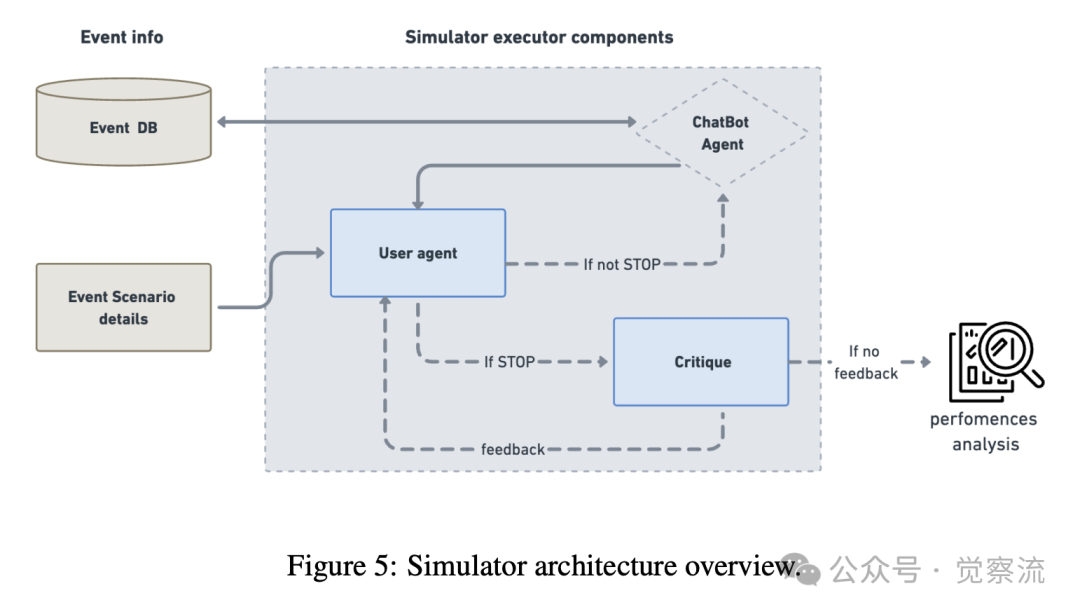 Event info
Simulator executor components
Event DB
ChatBot
Agent
User agent
If not STOP
Event Scenario
details
If STOP
Critique
If no
feedback
feedback
perfomences
analysis
Figure 5: Simulator architecture overview.
公众号 · 觉察流